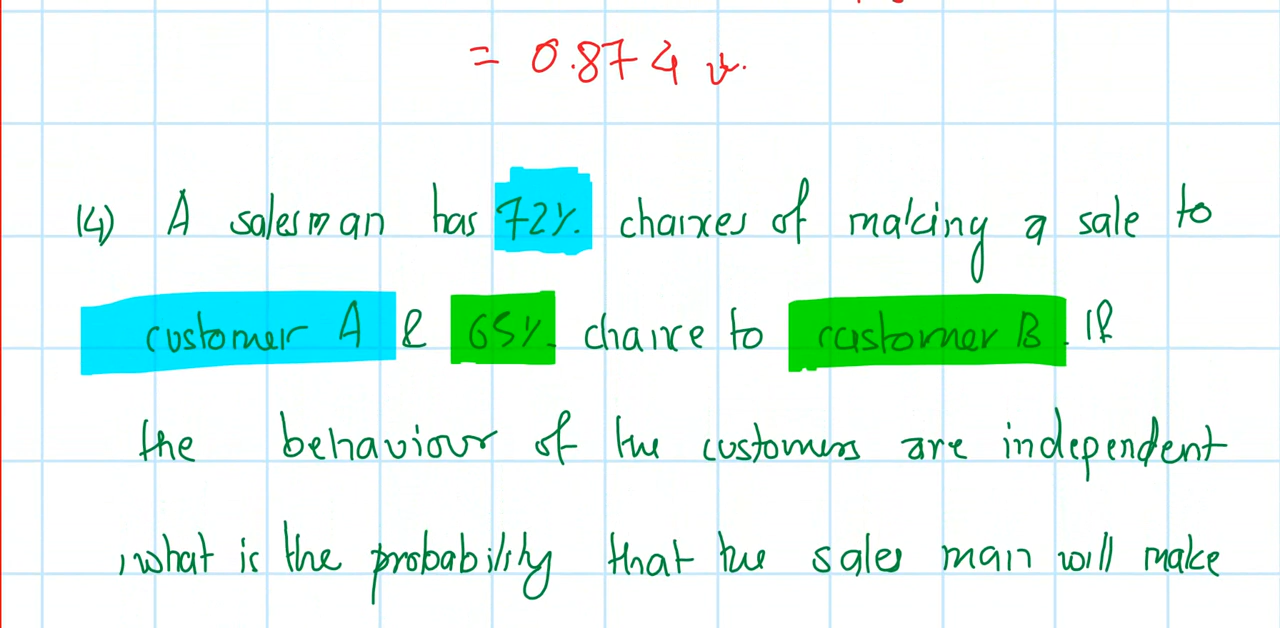 = 0.874
(4) A salesman has 72%. chances of making a sale to
customer A & 65%. chance to customer B. If
the behaviour of the customers are independent
, what is the probability that the sales man will make